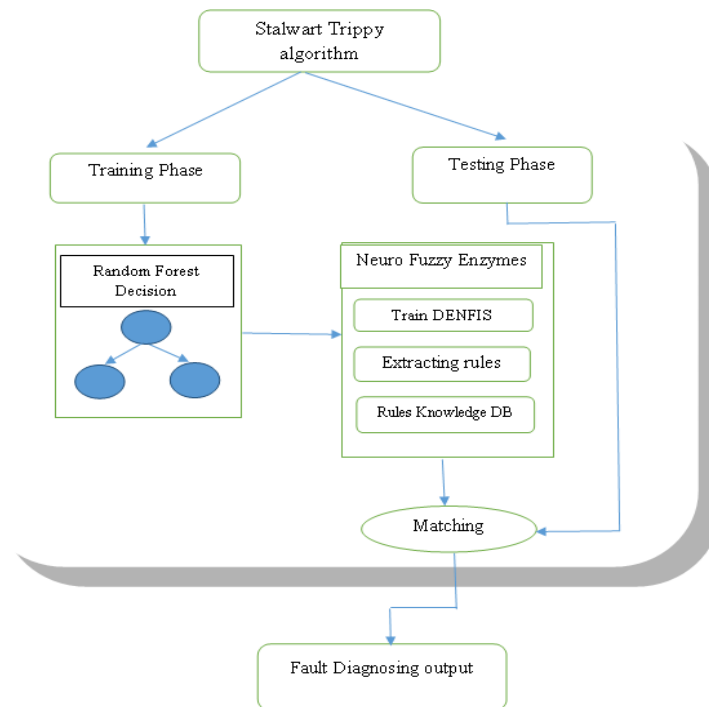 Stalwart Trippy
algorithm
Training Phase
Testing Phase
Random Forest
Decision
Neuro Fuzzy Enzymes
Train DENFIS
Extracting rules
Rules Knowledge DB
Matching
Fault Diagnosing output